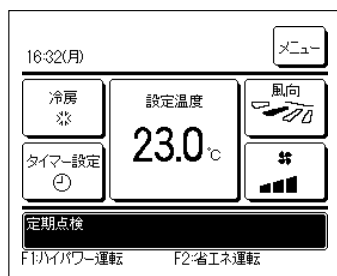 16:32(月)
メニュー
冷房
設定温度
風向
23.0℃
タイマー設定
定期点検
F1:ハイパワー運転 F2:省エネ運転